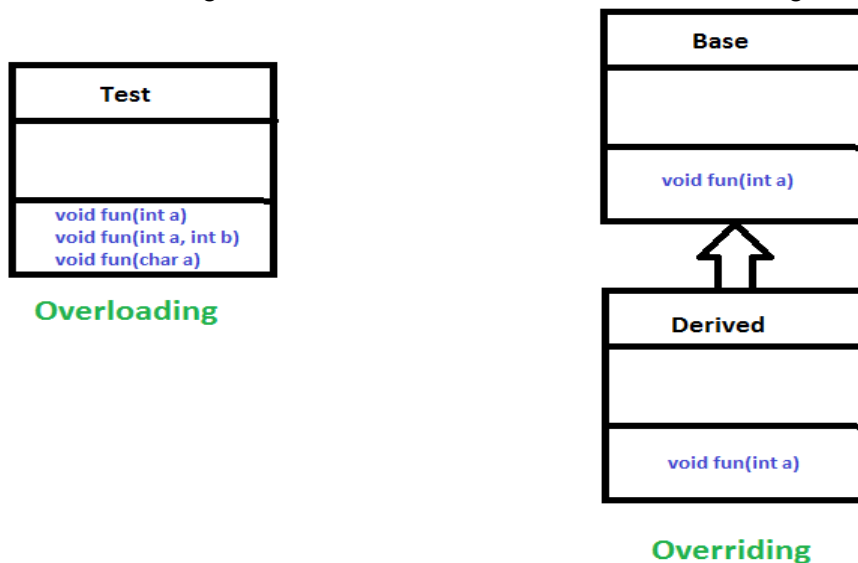 Test
void fun(int a)
void fun(int a, int b)
void fun(char a)
Overloading
Base
void fun(int a)
Derived
void fun(int a)
Overriding